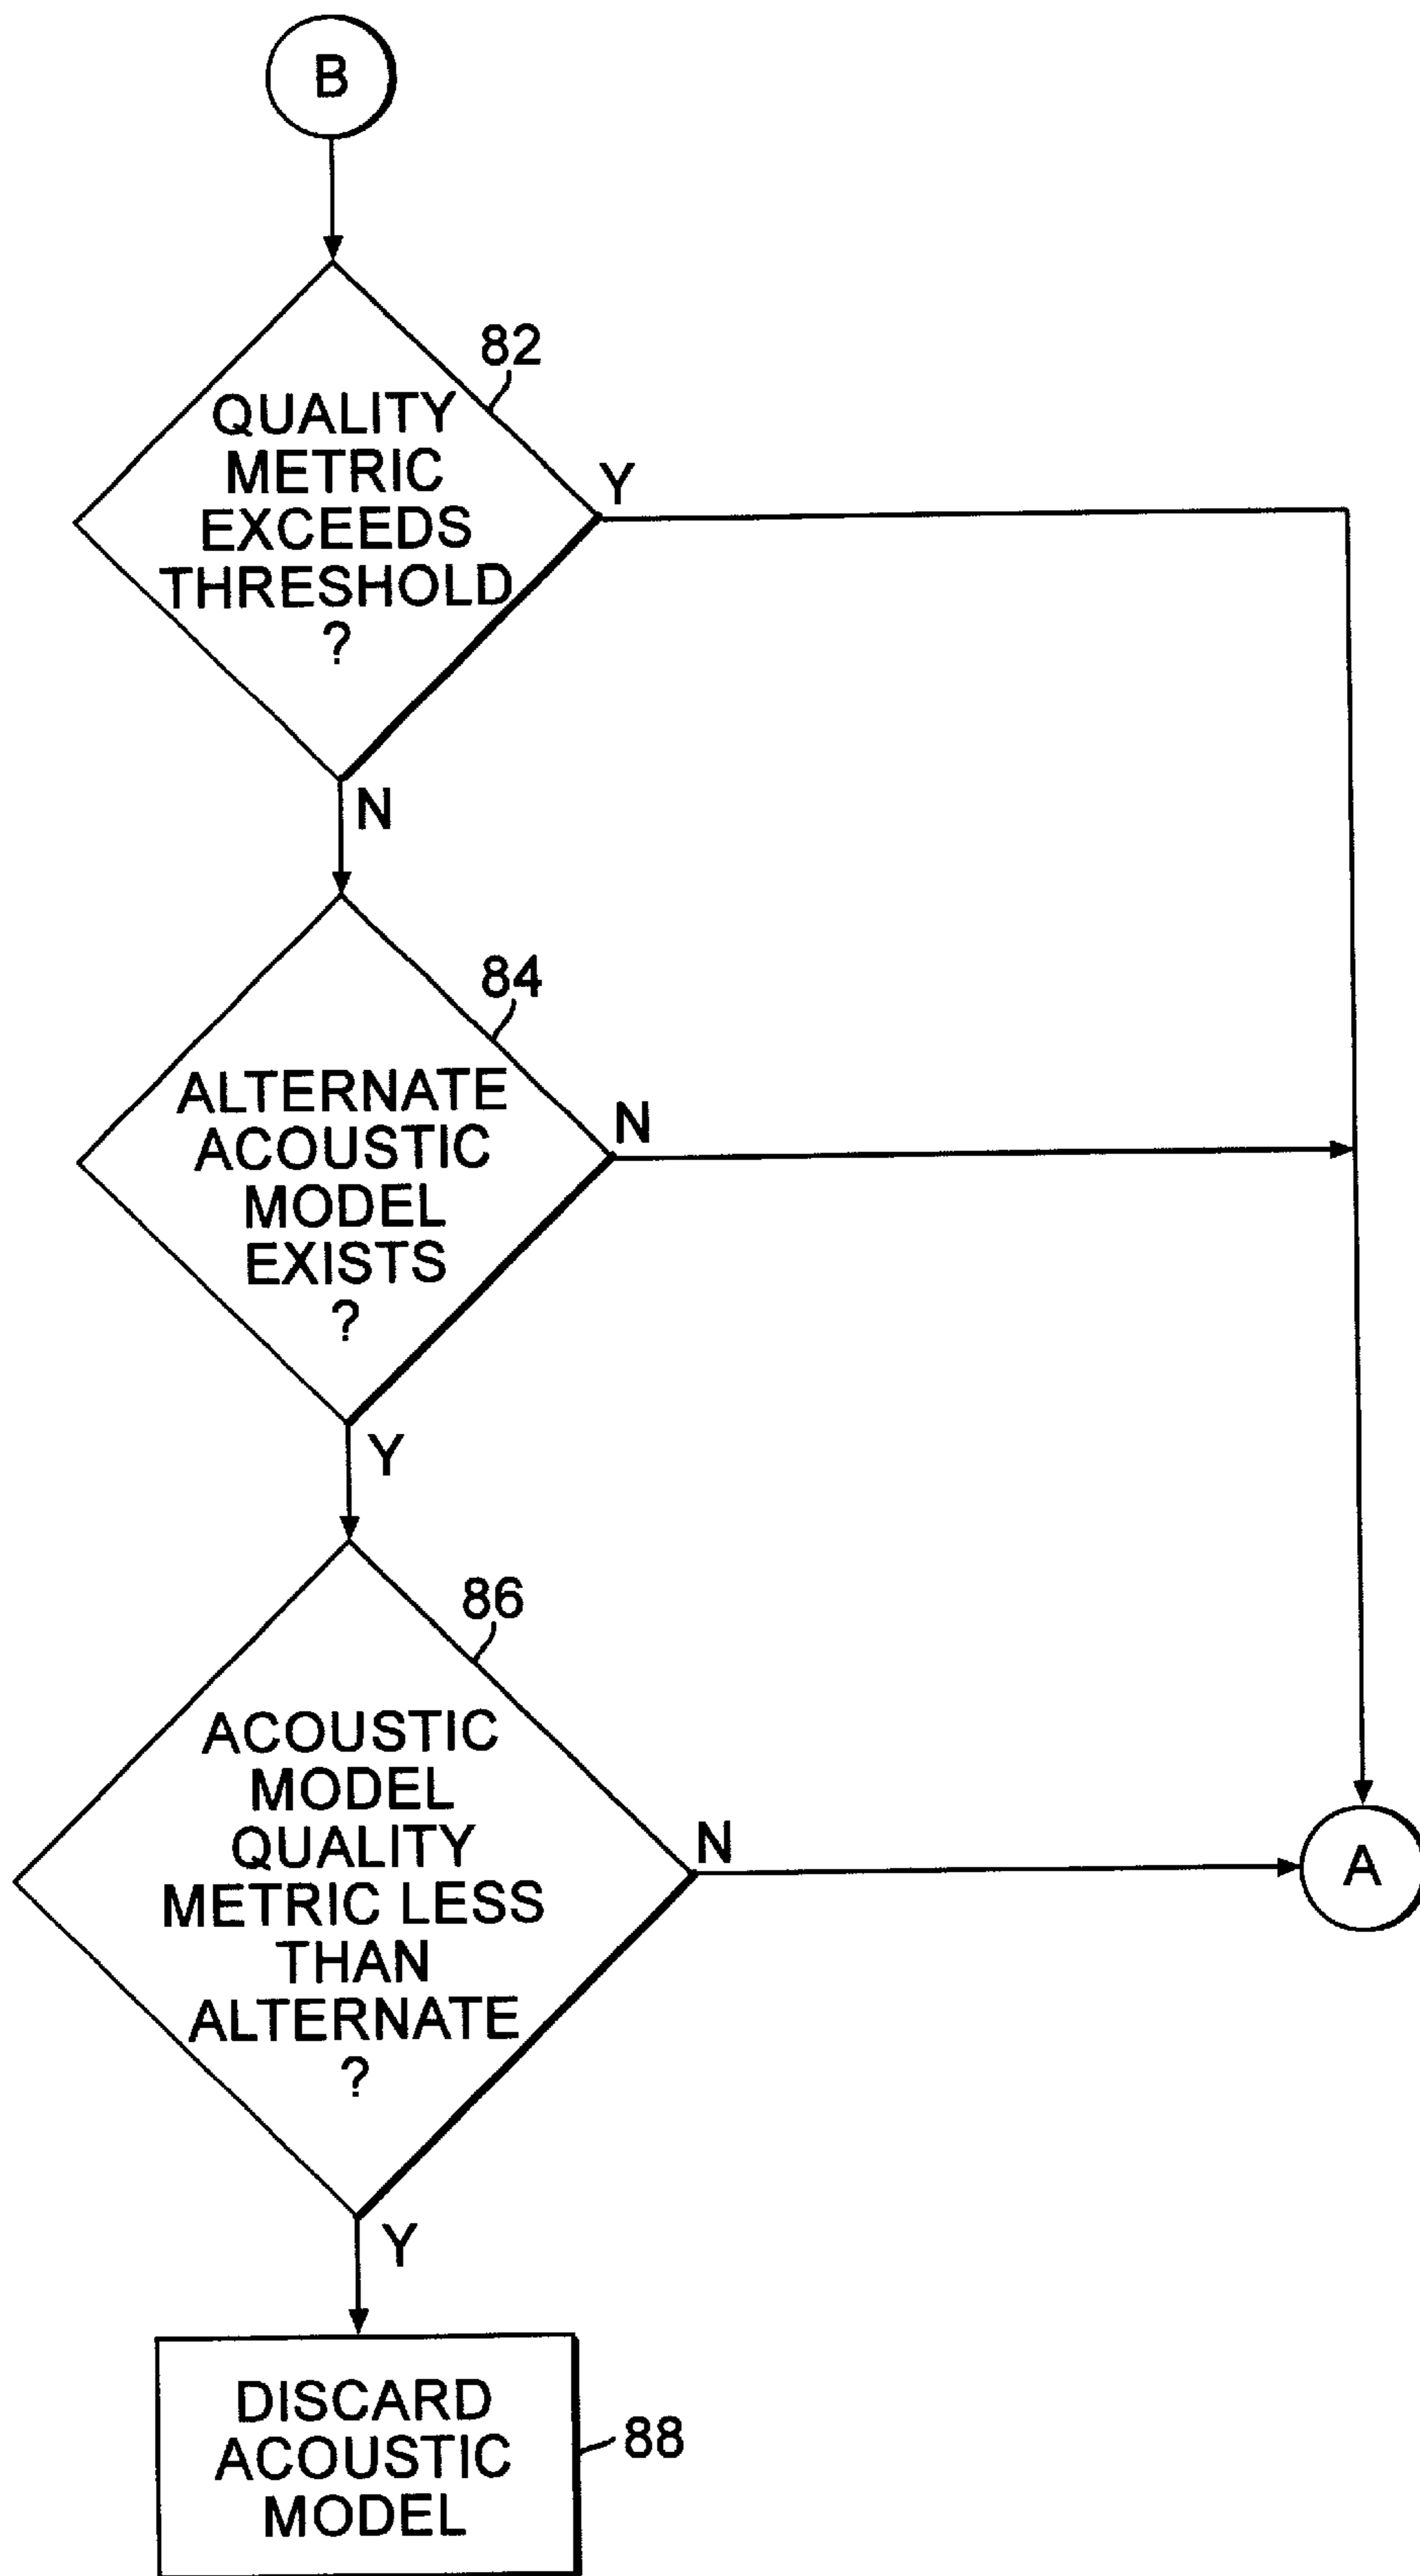 B
82
QUALITY
METRIC
EXCEEDS
THRESHOLD
?
Y
N
84
ALTERNATE
ACOUSTIC
MODEL
EXISTS
?
N
Y
86
ACOUSTIC
MODEL
QUALITY
METRIC LESS
THAN
ALTERNATE
?
N
A
Y
DISCARD
ACOUSTIC
MODEL
88